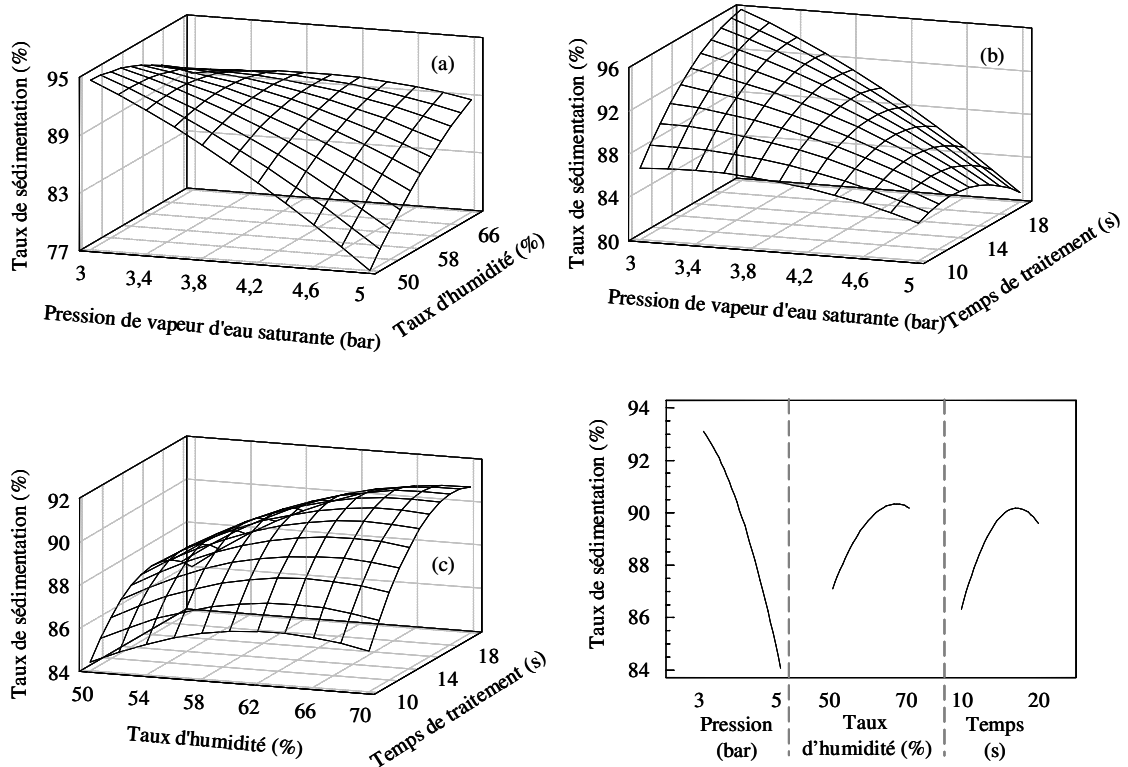 (a)
Taux de sédimentation (%)
95
89
83
77
3
3,4
3,8
4,2
4,6
5
Pression de vapeur d'eau saturante (bar)
50
58
66
Taux d'humidité (%)
(b)
Taux de sédimentation (%)
96
92
88
84
80
3
3,4
3,8
4,2
4,6
5
Pression de vapeur d'eau saturante (bar)
10
14
18
Temps de traitement (s)
(c)
Taux de sédimentation (%)
92
90
88
86
84
50
54
58
62
66
70
Taux d'humidité (%)
10
14
18
Temps de traitement (s)
Taux de sédimentation (%)
94
92
90
88
86
84
3
5
50
70
10
20
Pression
(bar)
Taux
d'humidité (%)
Temps
(s)